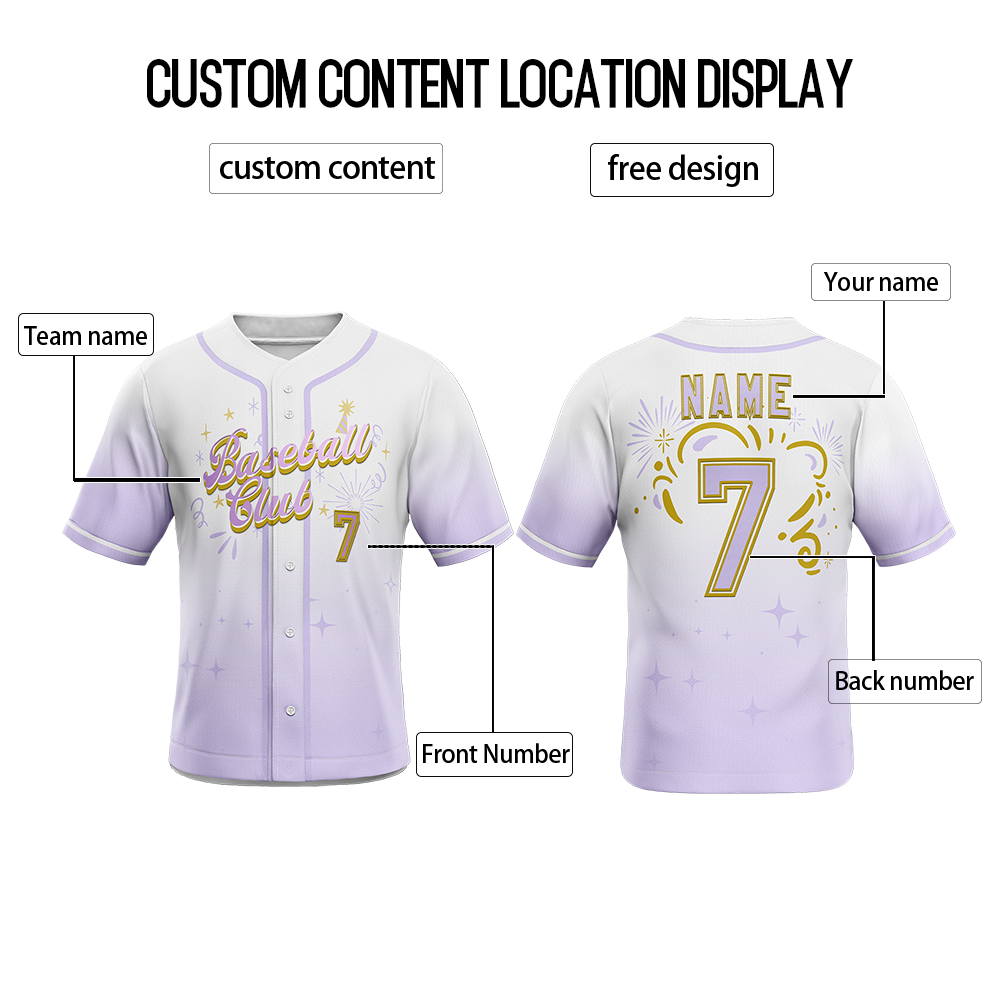 CUSTOM CONTENT LOCATION DISPLAY
custom content
free design
Your name
Team name
NAME
Baseball
Club
7
7
Back number
Front Number